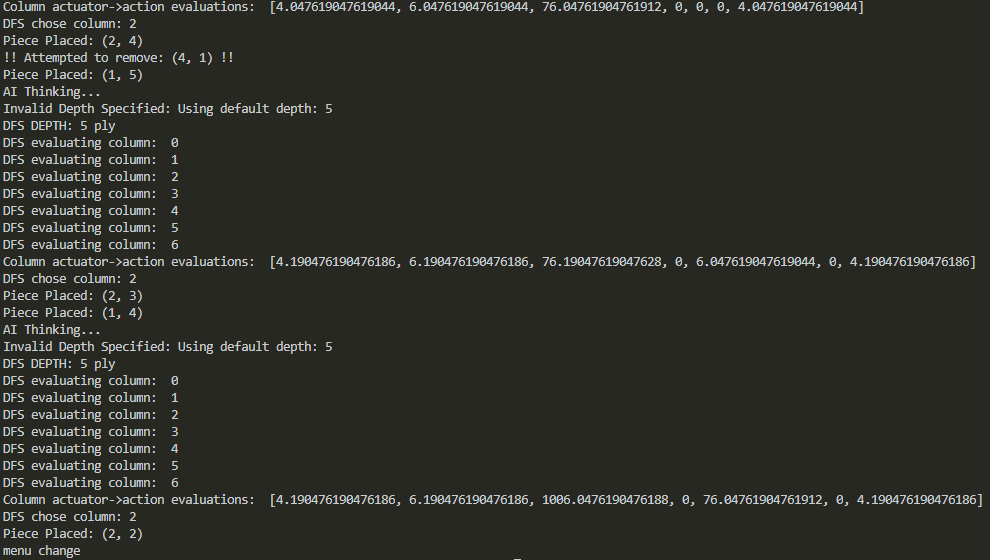 Column actuator->action evaluations:  [4.047619047619044, 6.047619047619044, 76.04761904761912, 0, 0, 0, 4.047619047619044]
DFS chose column: 2
Piece Placed: (2, 4)
!! Attempted to remove: (4, 1) !!
Piece Placed: (1, 5)
AI Thinking...
Invalid Depth Specified: Using default depth: 5
DFS DEPTH: 5 ply
DFS evaluating column:  0
DFS evaluating column:  1
DFS evaluating column:  2
DFS evaluating column:  3
DFS evaluating column:  4
DFS evaluating column:  5
DFS evaluating column:  6
Column actuator->action evaluations:  [4.190476190476186, 6.190476190476186, 76.19047619047628, 0, 6.047619047619044, 0, 4.190476190476186]
DFS chose column: 2
Piece Placed: (2, 3)
Piece Placed: (1, 4)
AI Thinking...
Invalid Depth Specified: Using default depth: 5
DFS DEPTH: 5 ply
DFS evaluating column:  0
DFS evaluating column:  1
DFS evaluating column:  2
DFS evaluating column:  3
DFS evaluating column:  4
DFS evaluating column:  5
DFS evaluating column:  6
Column actuator->action evaluations:  [4.190476190476186, 6.190476190476186, 1006.0476190476188, 0, 76.04761904761912, 0, 4.190476190476186]
DFS chose column: 2
Piece Placed: (2, 2)
menu change